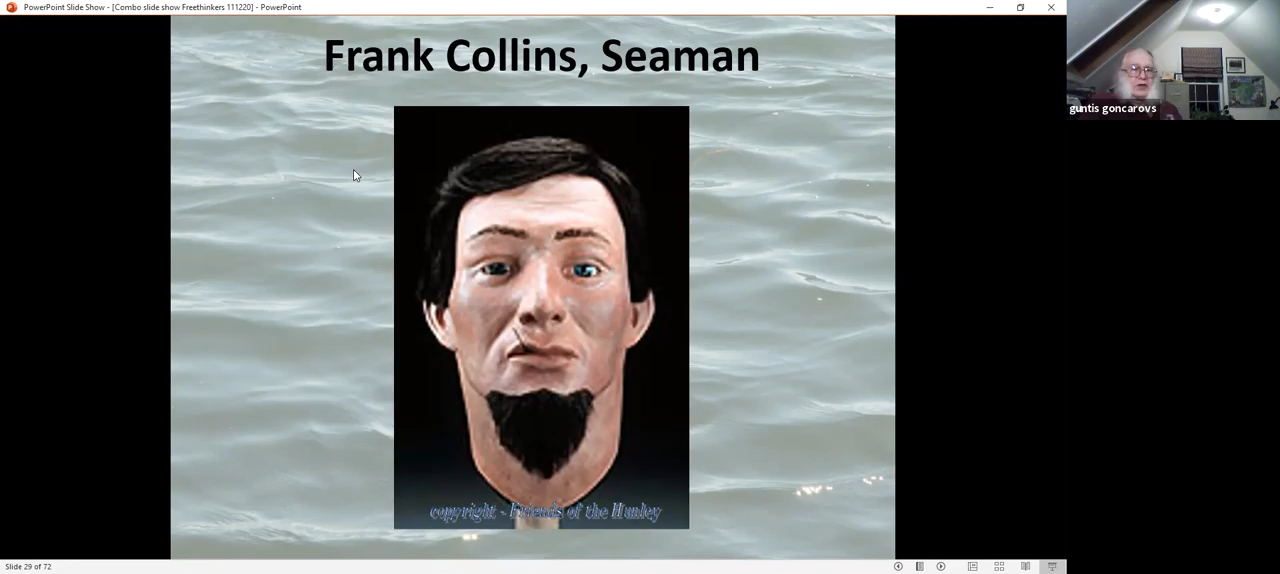 PowerPoint Slide Show - [Combo slide show Freethinkers 111220] - PowerPoint
Frank Collins, Seaman
guntis goncarovs
copyright - Friends of the Hunley
Slide 29 of 72